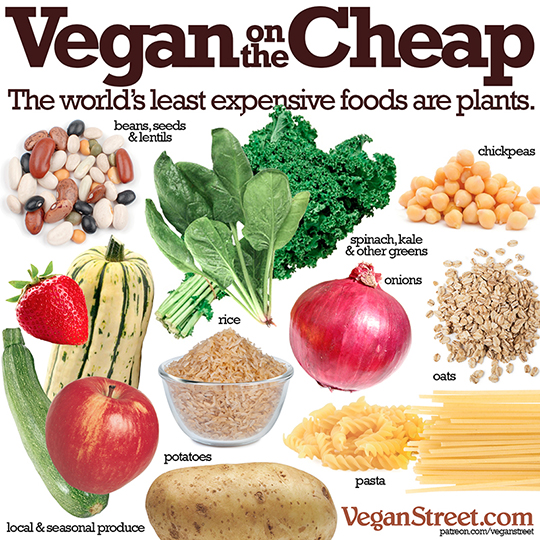 Vegan on the Cheap
The world's least expensive foods are plants.
beans, seeds
& lentils
chickpeas
spinach, kale
& other greens
onions
rice
oats
potatoes
pasta
local & seasonal produce
VeganStreet.com
patreon.com/veganstreet